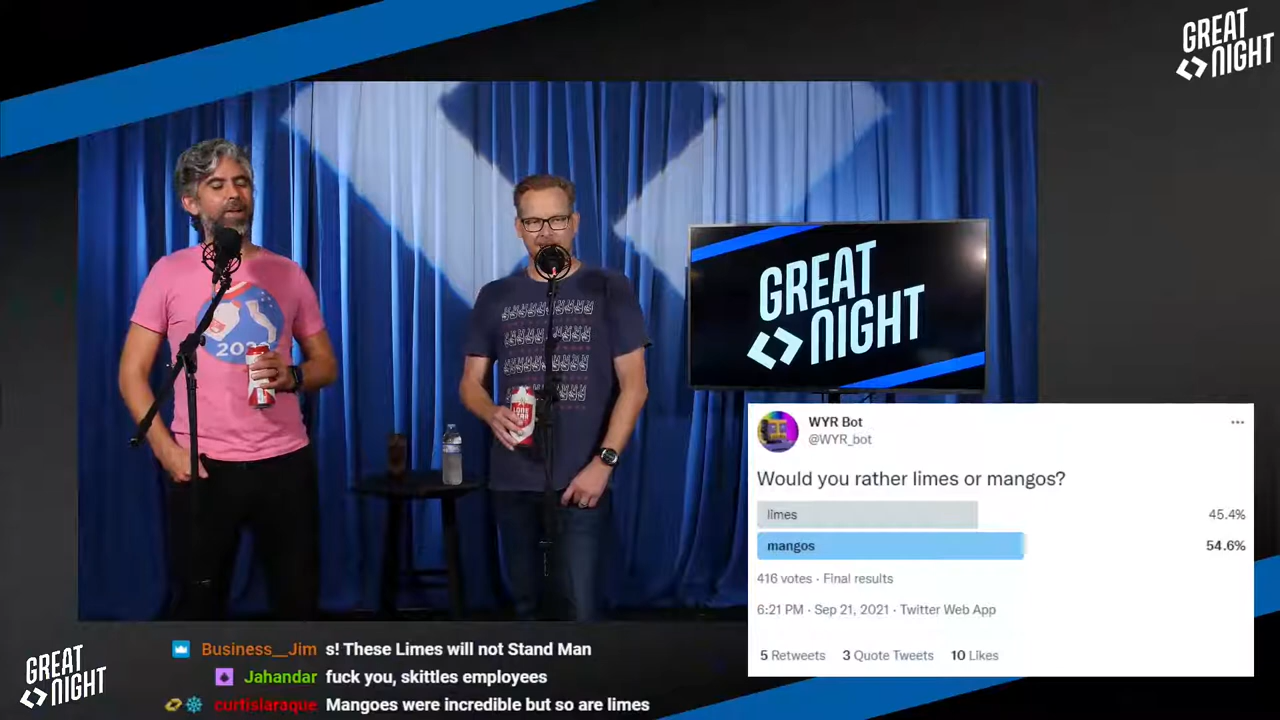 GREAT
NIGHT
GREAT
NIGHT
202
LONE
STAR
WYR Bot
@WYR_bot
Would you rather limes or mangos?
limes 45.4%
mangos 54.6%
416 votes · Final results
6:21 PM · Sep 21, 2021 · Twitter Web App
5 Retweets 3 Quote Tweets 10 Likes
GREAT
NIGHT
Business__Jim s! These Limes will not Stand Man
Jahandar fuck you, skittles employees
curtislaraque Mangoes were incredible but so are limes